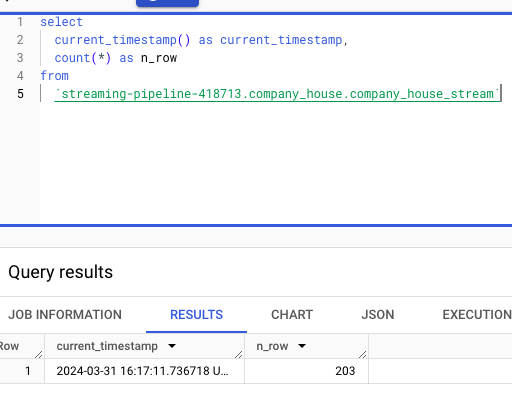 1 select
2 current_timestamp() as current_timestamp,
3 count(*) as n_row
4 from
5 `streaming-pipeline-418713.company_house.company_house_stream`
Query results
JOB INFORMATION RESULTS CHART JSON EXECUTION
Row current_timestamp n_row
1 2024-03-31 16:17:11.736718 U... 203